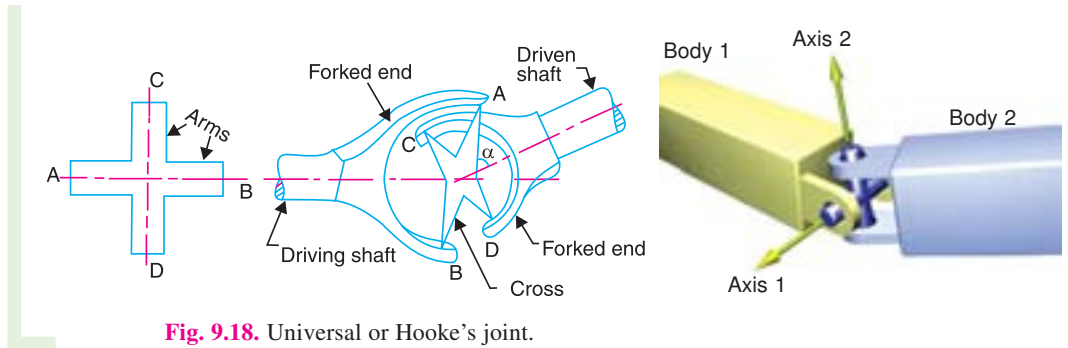 C
Arms
A
B
D
Forked end
Driven
shaft
A
C
α
Driving shaft
B
D
Forked end
Cross
Body 1
Axis 2
Body 2
Axis 1
Fig. 9.18. Universal or Hooke's joint.